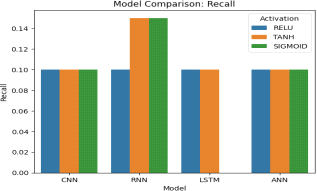 Model Comparison: Recall
Activation
RELU
TANH
SIGMOID
0.14
0.12
0.10
0.08
0.06
0.04
0.02
0.00
Recall
CNN RNN LSTM ANN
Model